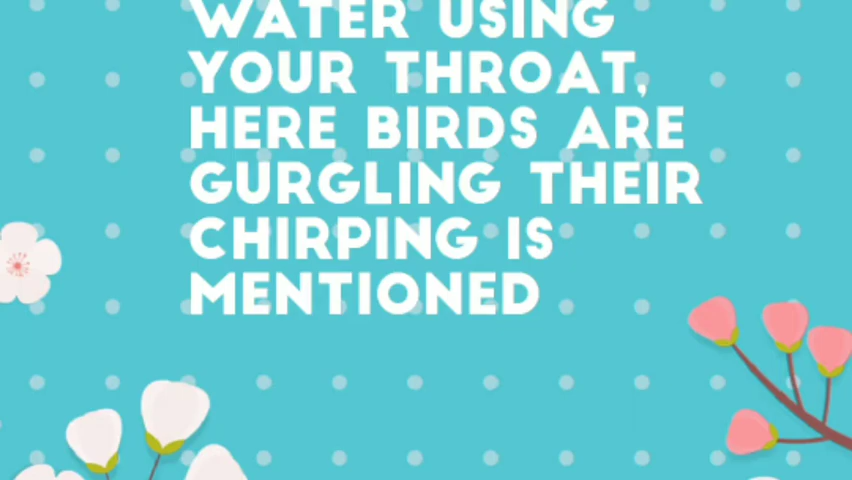 WATER USING
YOUR THROAT,
HERE BIRDS ARE
GURGLING THEIR
CHIRPING IS
MENTIONED